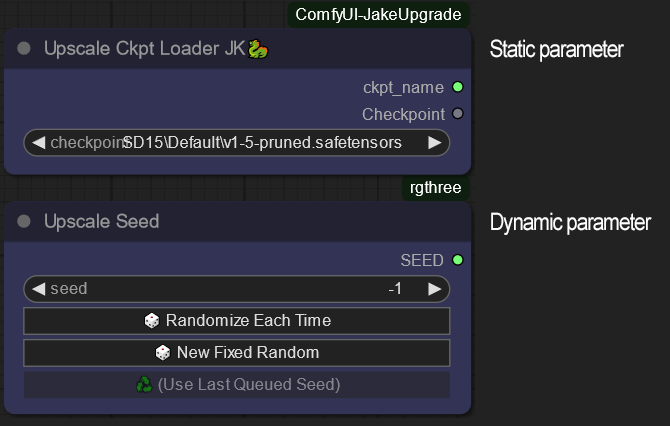 ComfyUI-JakeUpgrade
Upscale Ckpt Loader JK🐉
Static parameter
ckpt_name
Checkpoint
checkpoint SD15\Default\v1-5-pruned.safetensors
rgthree
Upscale Seed
Dynamic parameter
SEED
seed -1
🎲 Randomize Each Time
🎲 New Fixed Random
♻️ (Use Last Queued Seed)